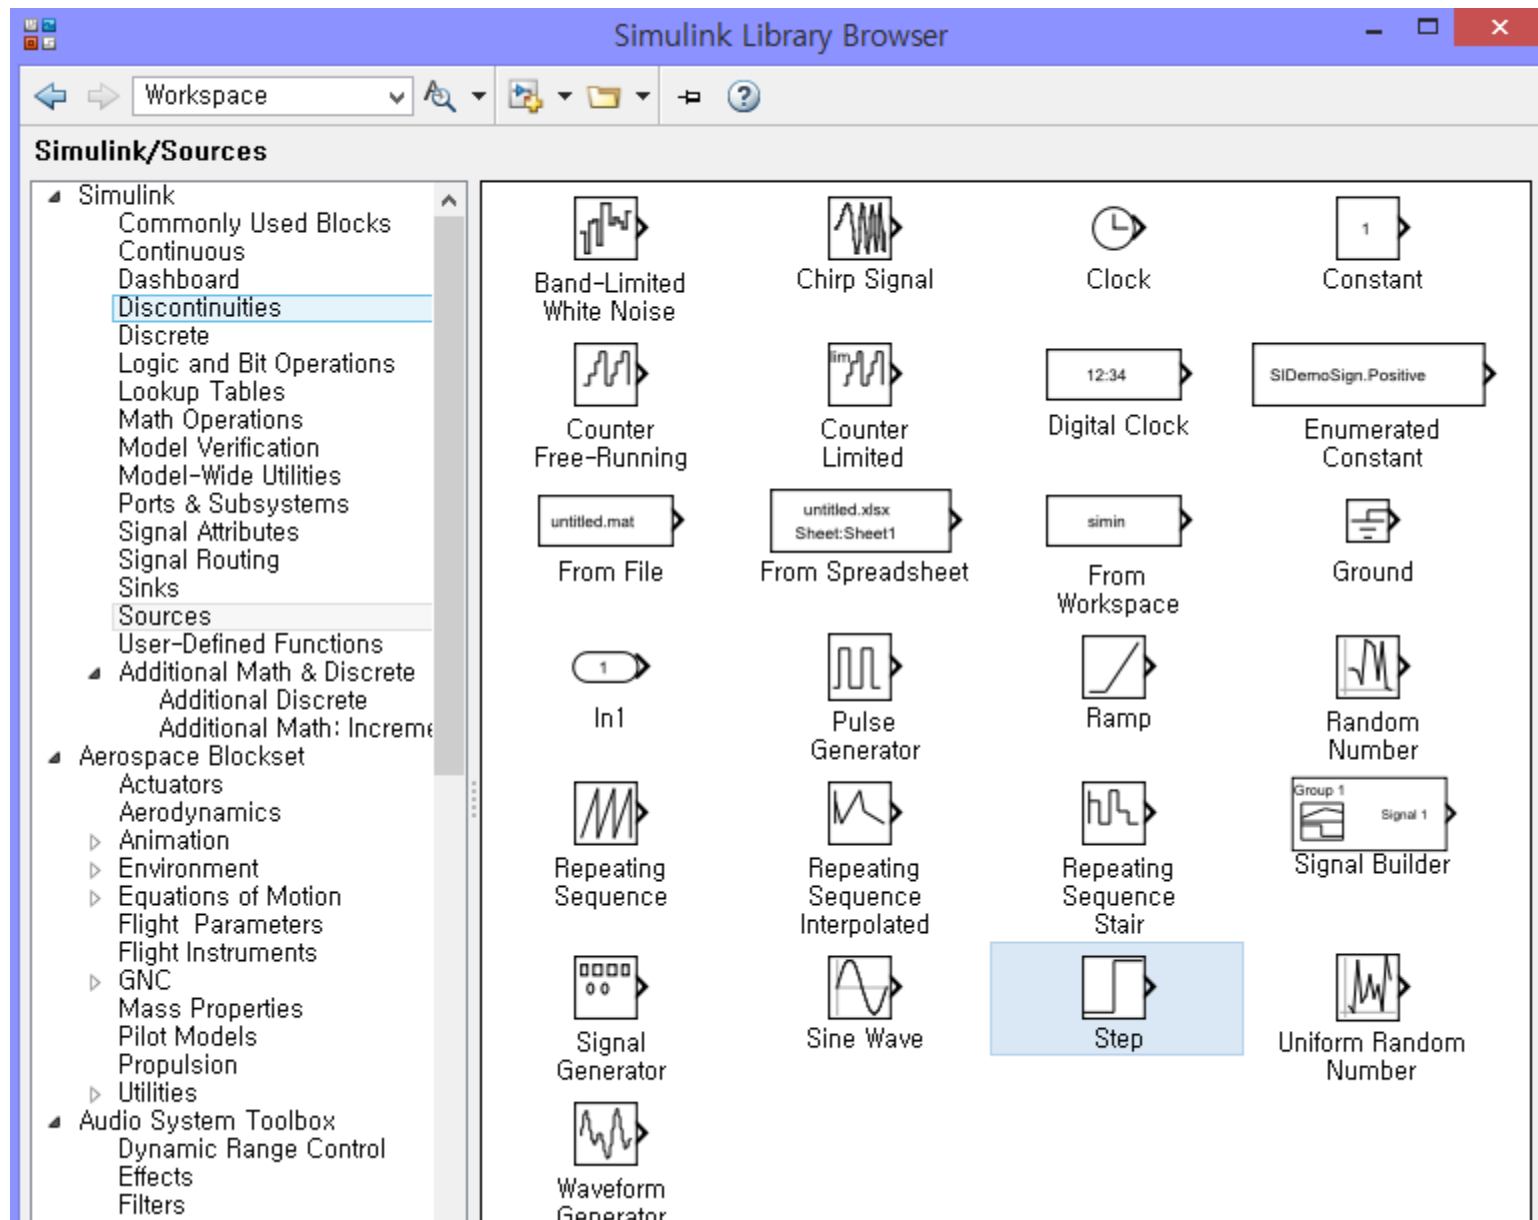 Simulink Library Browser
Workspace
Simulink/Sources
Simulink
Commonly Used Blocks
Continuous
Dashboard
Discontinuities
Discrete
Logic and Bit Operations
Lookup Tables
Math Operations
Model Verification
Model-Wide Utilities
Ports & Subsystems
Signal Attributes
Signal Routing
Sinks
Sources
User-Defined Functions
Additional Math & Discrete
Additional Discrete
Additional Math: Increme
Aerospace Blockset
Actuators
Aerodynamics
Animation
Environment
Equations of Motion
Flight Parameters
Flight Instruments
GNC
Mass Properties
Pilot Models
Propulsion
Utilities
Audio System Toolbox
Dynamic Range Control
Effects
Filters
Band-Limited
White Noise
Chirp Signal
Clock
1
Constant
Counter
Free-Running
lim
Counter
Limited
12:34
Digital Clock
SIDemoSign.Positive
Enumerated
Constant
untitled.mat
From File
untitled.xlsx
Sheet:Sheet1
From Spreadsheet
simin
From
Workspace
Ground
1
In1
Pulse
Generator
Ramp
Random
Number
Repeating
Sequence
Repeating
Sequence
Interpolated
Repeating
Sequence
Stair
Group 1
Signal 1
Signal Builder
Signal
Generator
Sine Wave
Step
Uniform Random
Number
Waveform
Generator